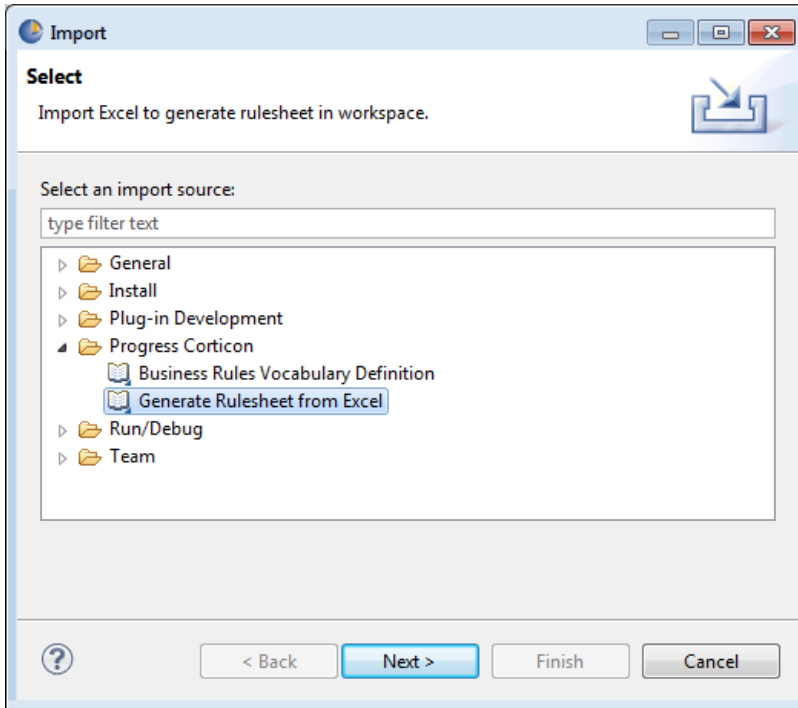 Import
Select
Import Excel to generate rulesheet in workspace.
Select an import source:
type filter text
General
Install
Plug-in Development
Progress Corticon
Business Rules Vocabulary Definition
Generate Rulesheet from Excel
Run/Debug
Team
? < Back Next > Finish Cancel